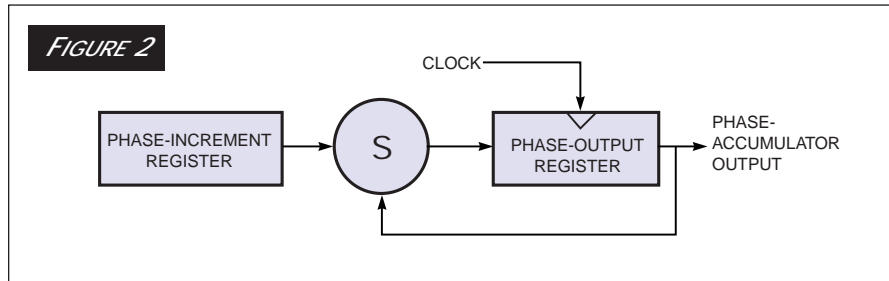 FIGURE 2
CLOCK
PHASE-INCREMENT
REGISTER
S
PHASE-OUTPUT
REGISTER
PHASE-
ACCUMULATOR
OUTPUT